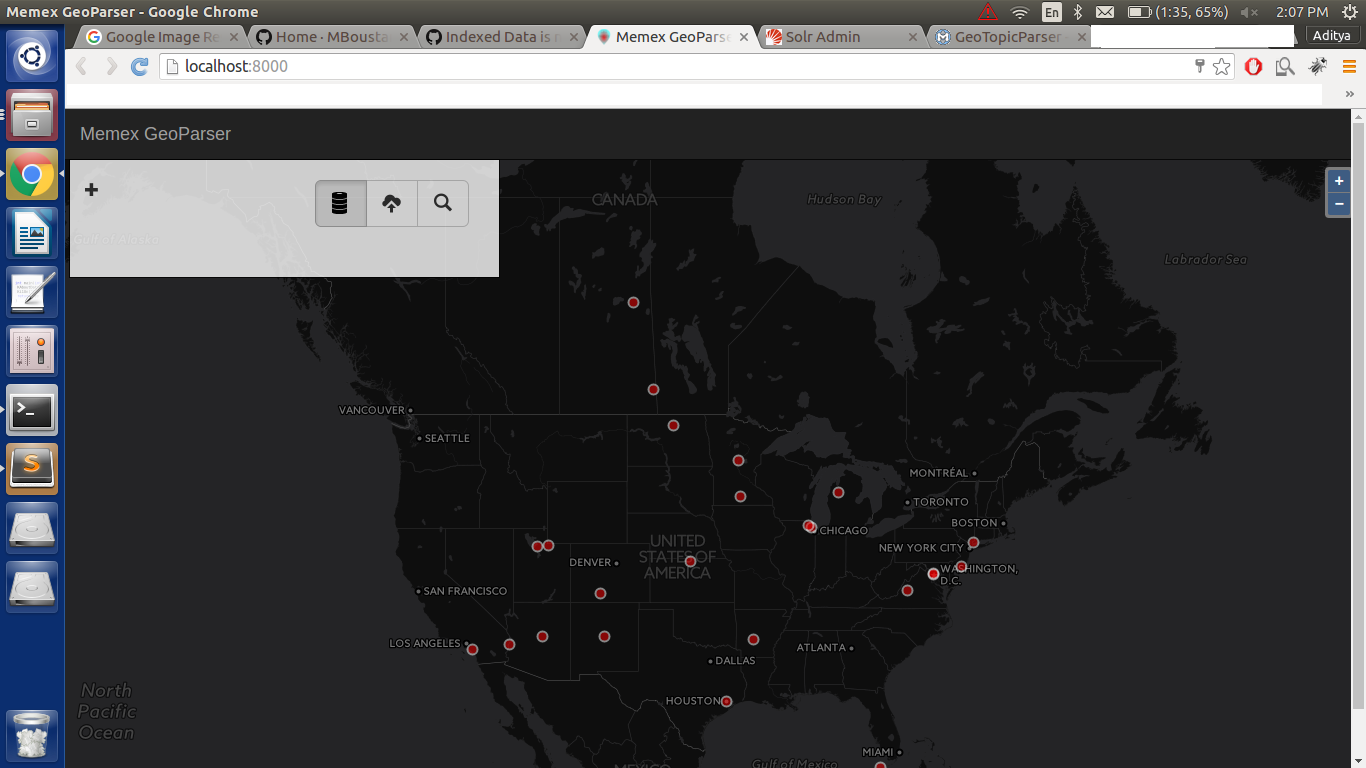 Memex GeoParser - Google Chrome
En
(1:35, 65%)
2:07 PM
Google Image Re
Home · MBousta
Indexed Data is n
Memex GeoParse
Solr Admin
GeoTopicParser
Aditya
localhost:8000
»
Memex GeoParser
CANADA
Hudson Bay
Gulf of Alaska
Labrador Sea
VANCOUVER
SEATTLE
MONTRÉAL
TORONTO
BOSTON
CHICAGO
NEW YORK CITY
UNITED
STATES OF
AMERICA
DENVER
WASHINGTON,
D.C.
SAN FRANCISCO
LOS ANGELES
ATLANTA
DALLAS
North
Pacific
Ocean
HOUSTON
MIAMI
Gulf of Mexico
MEXICO